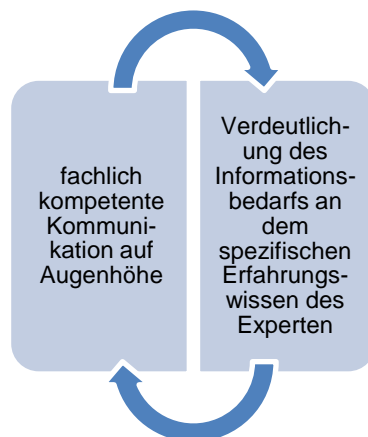 fachlich
kompetente
Kommuni-
kation auf
Augenhöhe
Verdeutlich-
ung des
Informations-
bedarfs an
dem
spezifischen
Erfahrungs-
wissen des
Experten